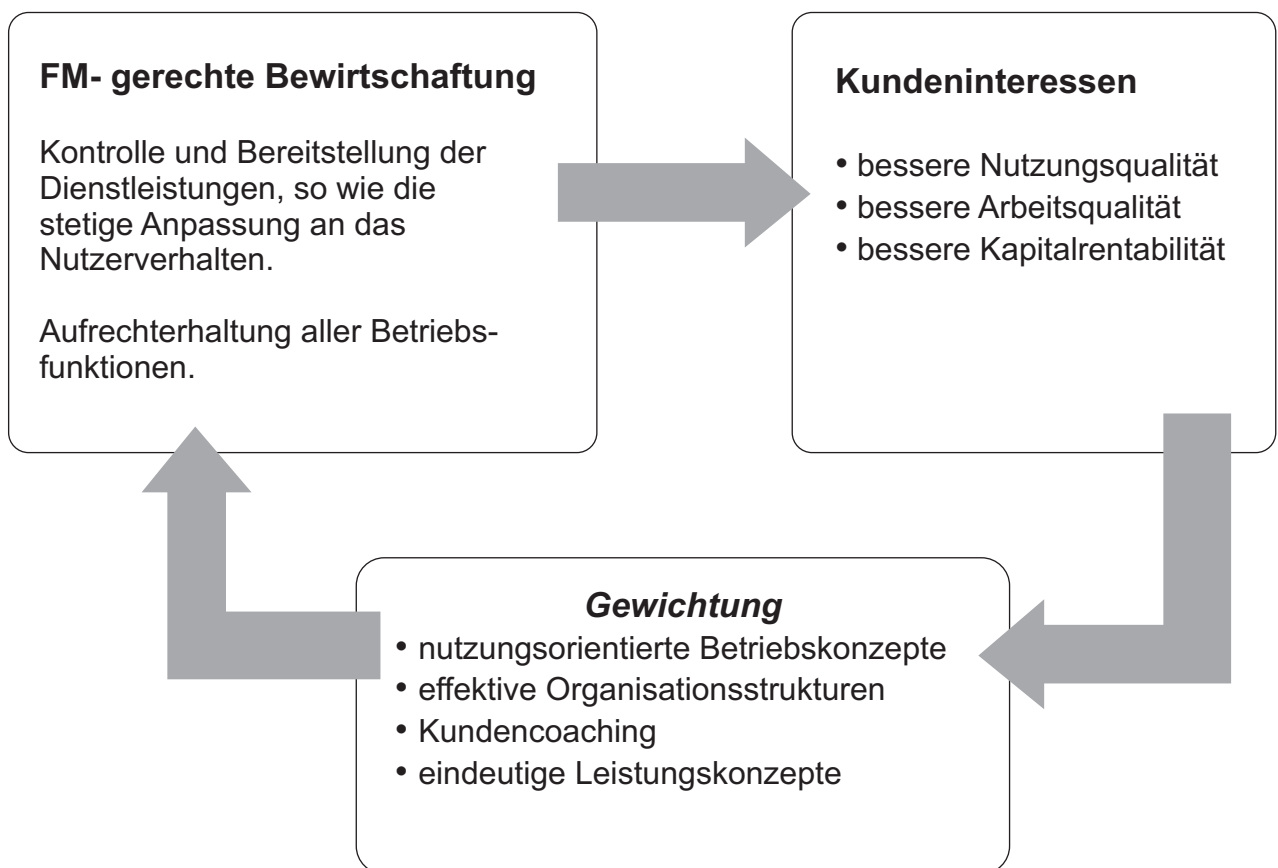 FM- gerechte Bewirtschaftung
Kontrolle und Bereitstellung der
Dienstleistungen, so wie die
stetige Anpassung an das
Nutzerverhalten.
Aufrechterhaltung aller Betriebs-
funktionen.
Kundeninteressen
• bessere Nutzungsqualität
• bessere Arbeitsqualität
• bessere Kapitalrentabilität
Gewichtung
• nutzungsorientierte Betriebskonzepte
• effektive Organisationsstrukturen
• Kundencoaching
• eindeutige Leistungskonzepte